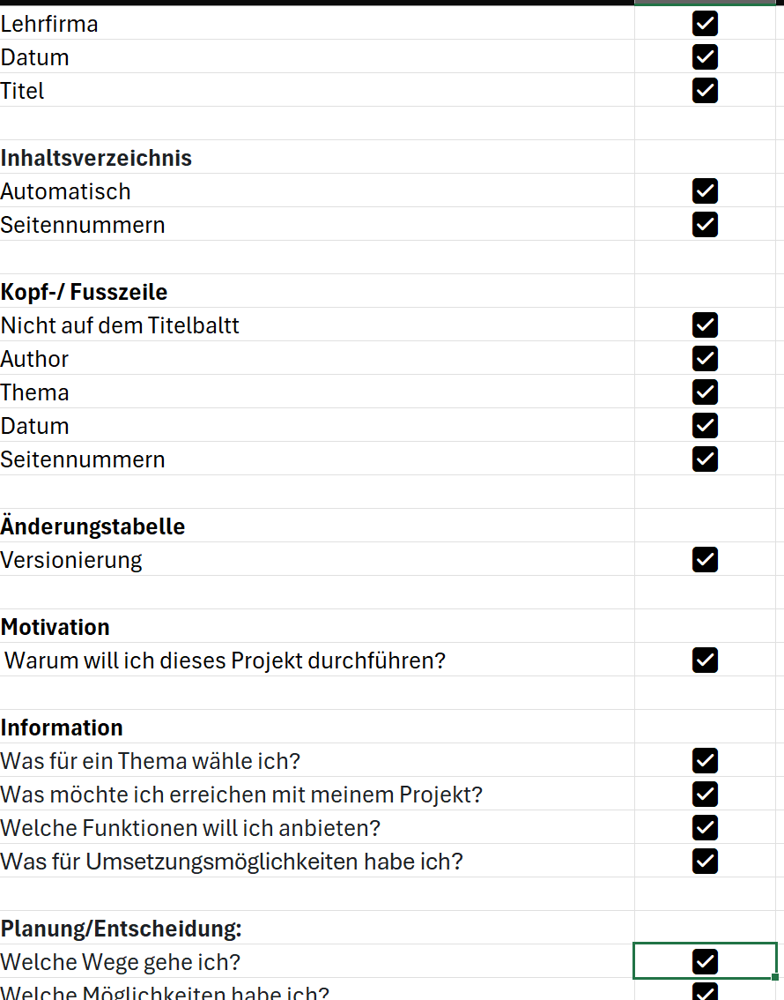 Lehrfirma
Datum
Titel
Inhaltsverzeichnis
Automatisch
Seitennummern
Kopf-/ Fusszeile
Nicht auf dem Titelbaltt
Author
Thema
Datum
Seitennummern
Änderungstabelle
Versionierung
Motivation
Warum will ich dieses Projekt durchführen?
Information
Was für ein Thema wähle ich?
Was möchte ich erreichen mit meinem Projekt?
Welche Funktionen will ich anbieten?
Was für Umsetzungsmöglichkeiten habe ich?
Planung/Entscheidung:
Welche Wege gehe ich?
Welche Möglichkeiten habe ich?